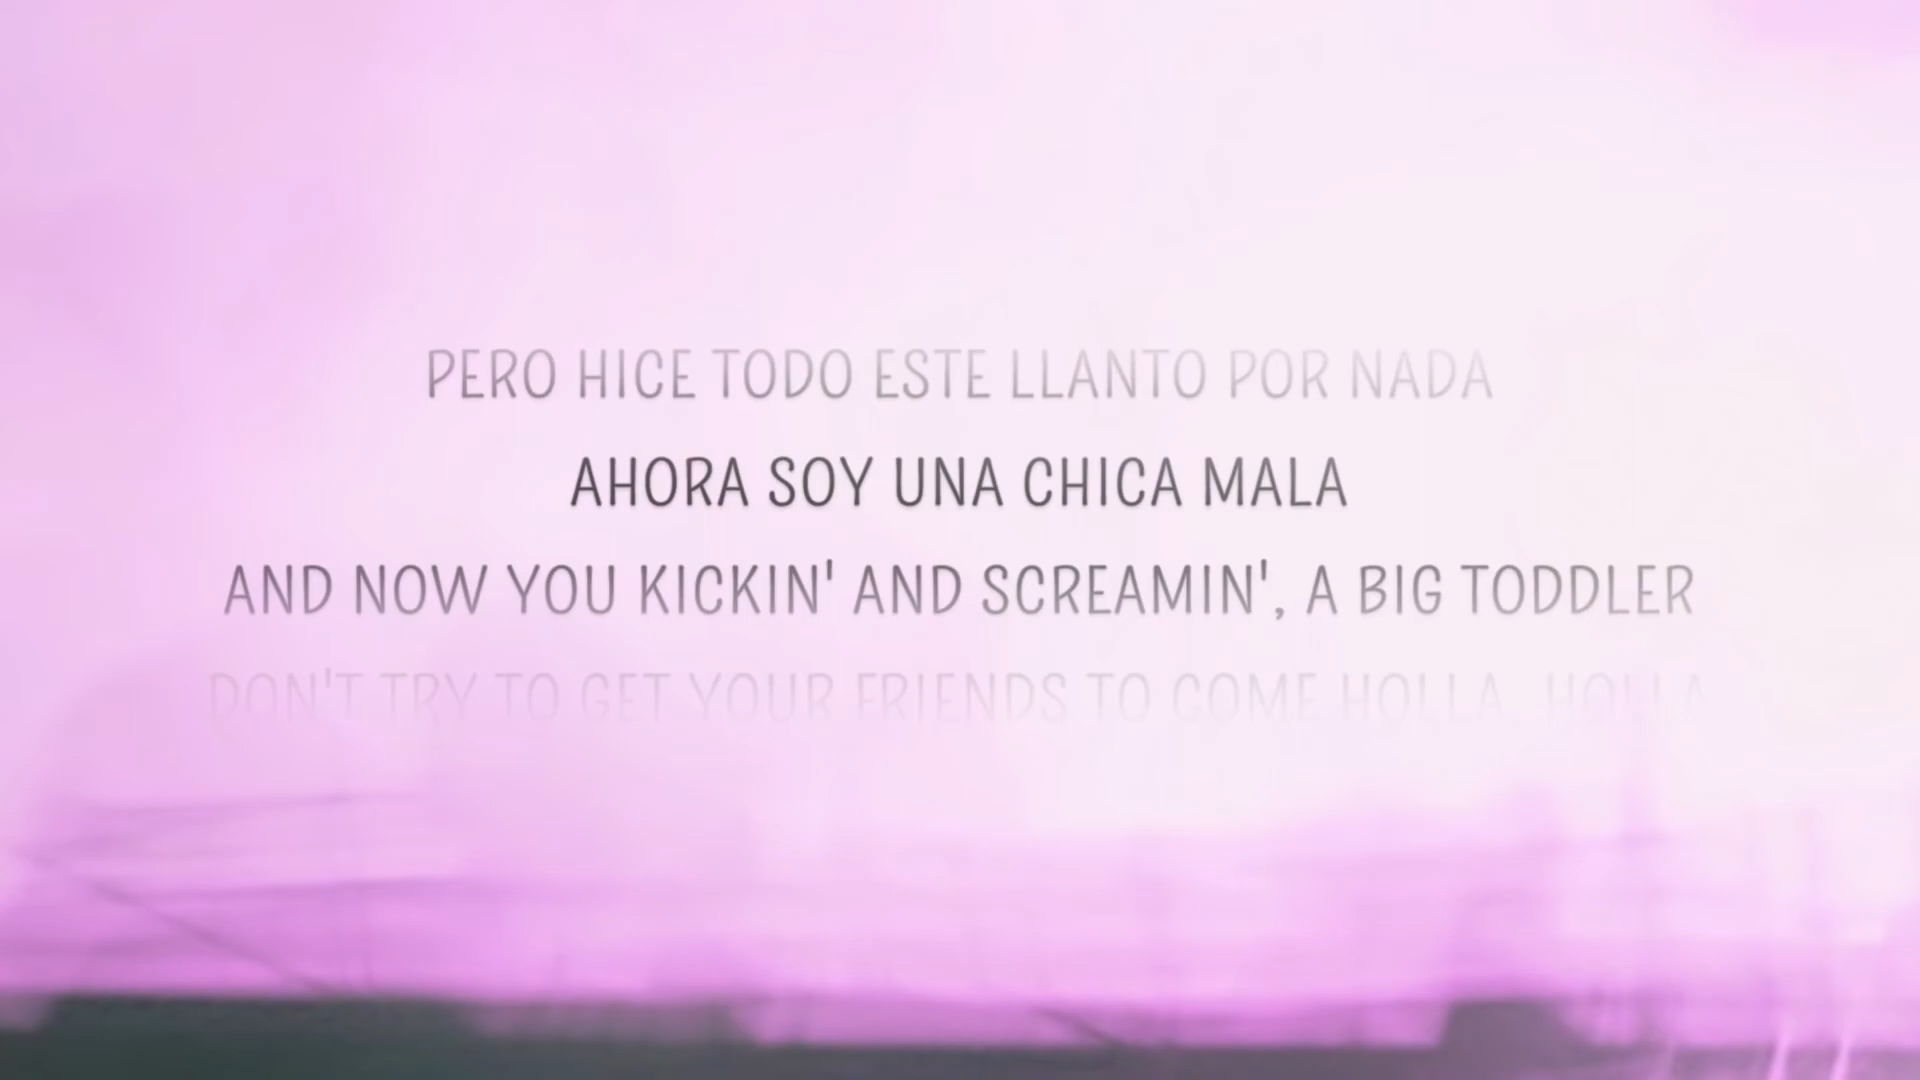 PERO HICE TODO ESTE LLANTO POR NADA
AHORA SOY UNA CHICA MALA
AND NOW YOU KICKIN' AND SCREAMIN', A BIG TODDLER
DON'T TRY TO GET YOUR FRIENDS TO COME HOLLA, HOLLA